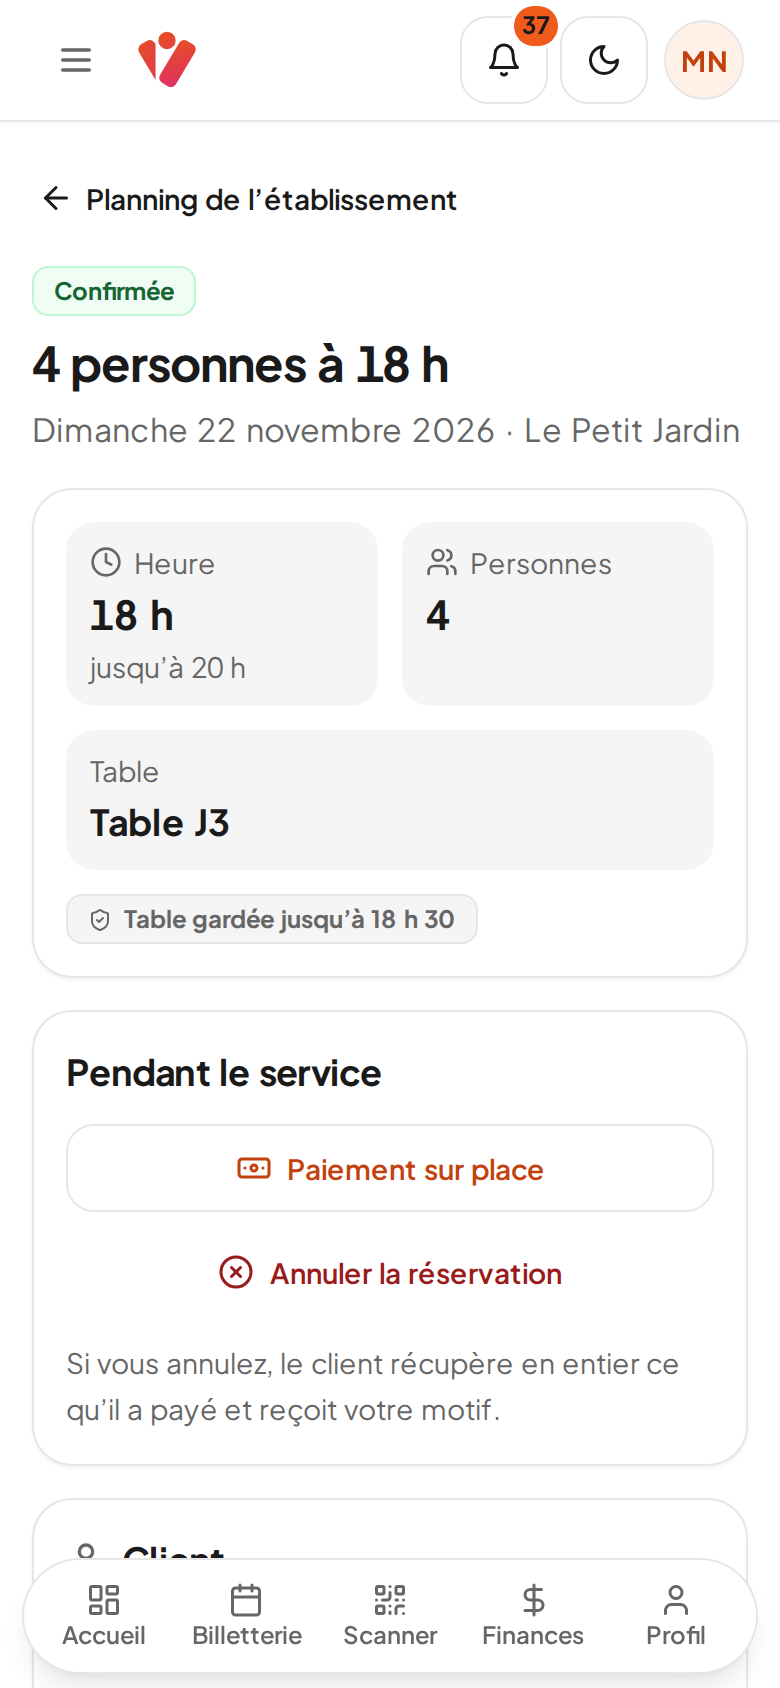 37
MN
Planning de l’établissement
Confirmée
4 personnes à 18 h
Dimanche 22 novembre 2026 · Le Petit Jardin
Heure
18 h
jusqu’à 20 h
Personnes
4
Table
Table J3
Table gardée jusqu’à 18 h 30
Pendant le service
Paiement sur place
Annuler la réservation
Si vous annulez, le client récupère en entier ce
qu’il a payé et reçoit votre motif.
Client
Accueil
Billetterie
Scanner
Finances
Profil